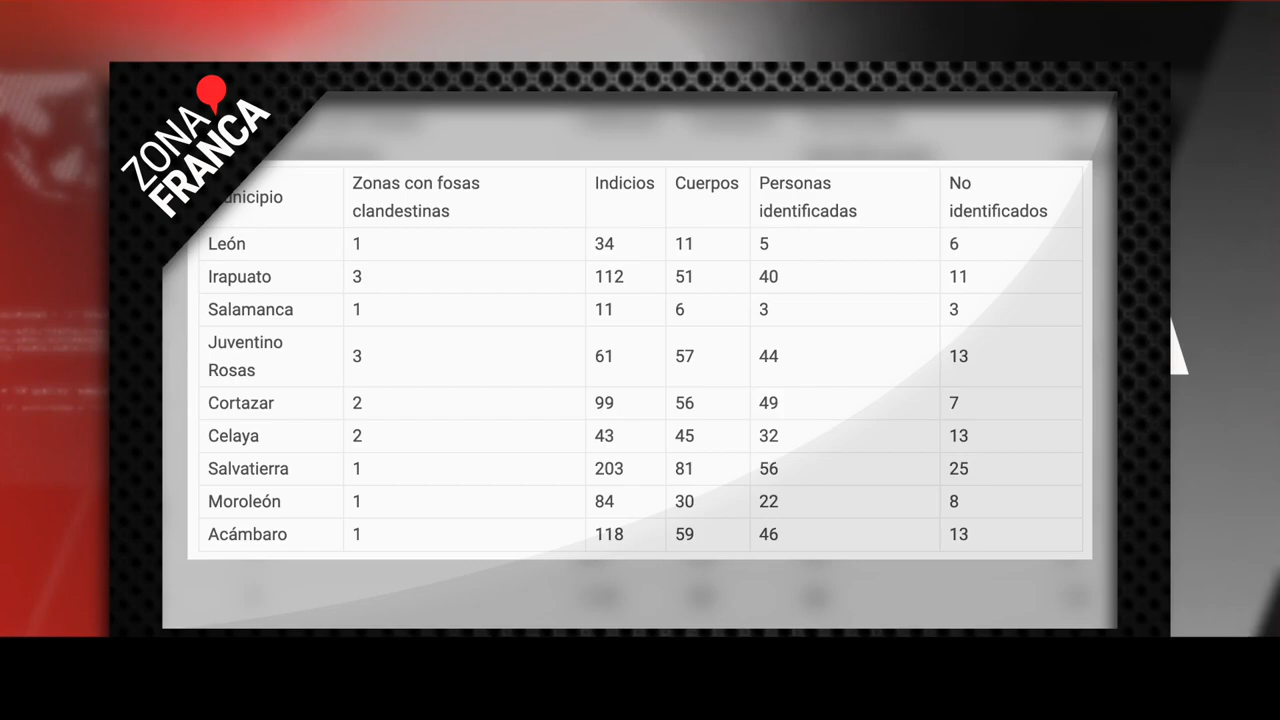 ZONA
FRANCA
unicipio Zonas con fosas clandestinas Indicios Cuerpos Personas identificadas No identificados
León 1 34 11 5 6
Irapuato 3 112 51 40 11
Salamanca 1 11 6 3 3
Juventino Rosas 3 61 57 44 13
Cortazar 2 99 56 49 7
Celaya 2 43 45 32 13
Salvatierra 1 203 81 56 25
Moroleón 1 84 30 22 8
Acámbaro 1 118 59 46 13